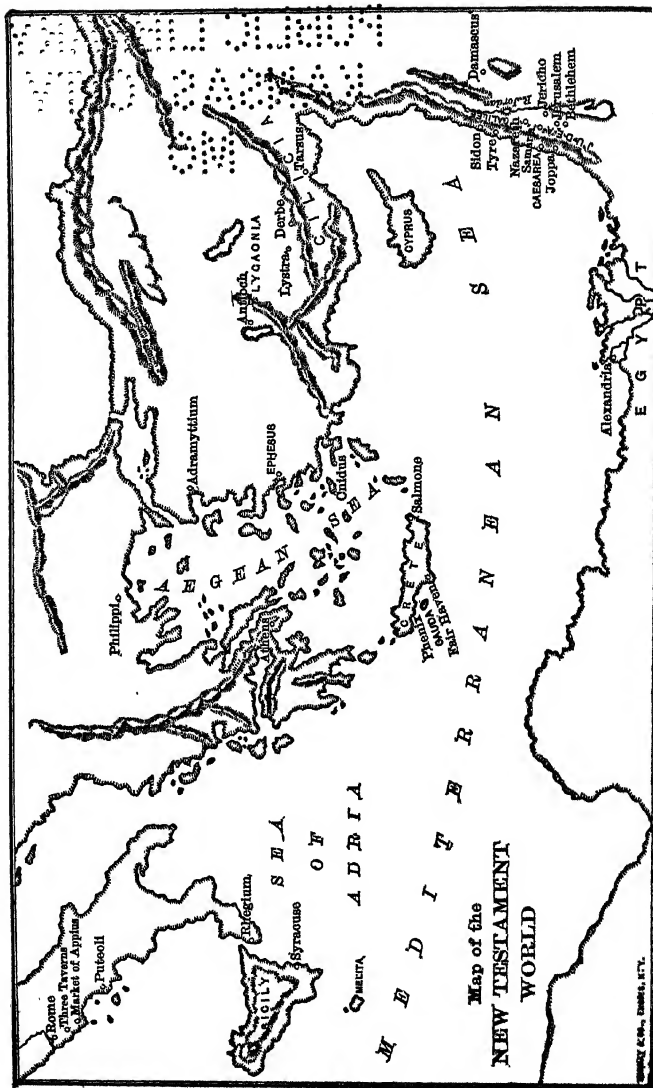 Map of the
NEW TESTAMENT
WORLD
MEDITERRANEAN SEA
SEA
OF
ADRIA
AEGEAN SEA
Rome
Three Taverns
Market of Appius
Puteoli
Rhegium
SICILY
Syracuse
MELITA
Philippi
Athens
Adramyttium
EPHESUS
Cnidus
CRETE
Salmone
Phenix
Fair Havens
Antioch
LYCAONIA
Lystra
Derbe
CILICIA
Tarsus
CYPRUS
Damascus
Sidon
Tyre
Nazareth
CAESAREA
Joppa
Jericho
Jerusalem
Bethlehem
Alexandria
EGYPT